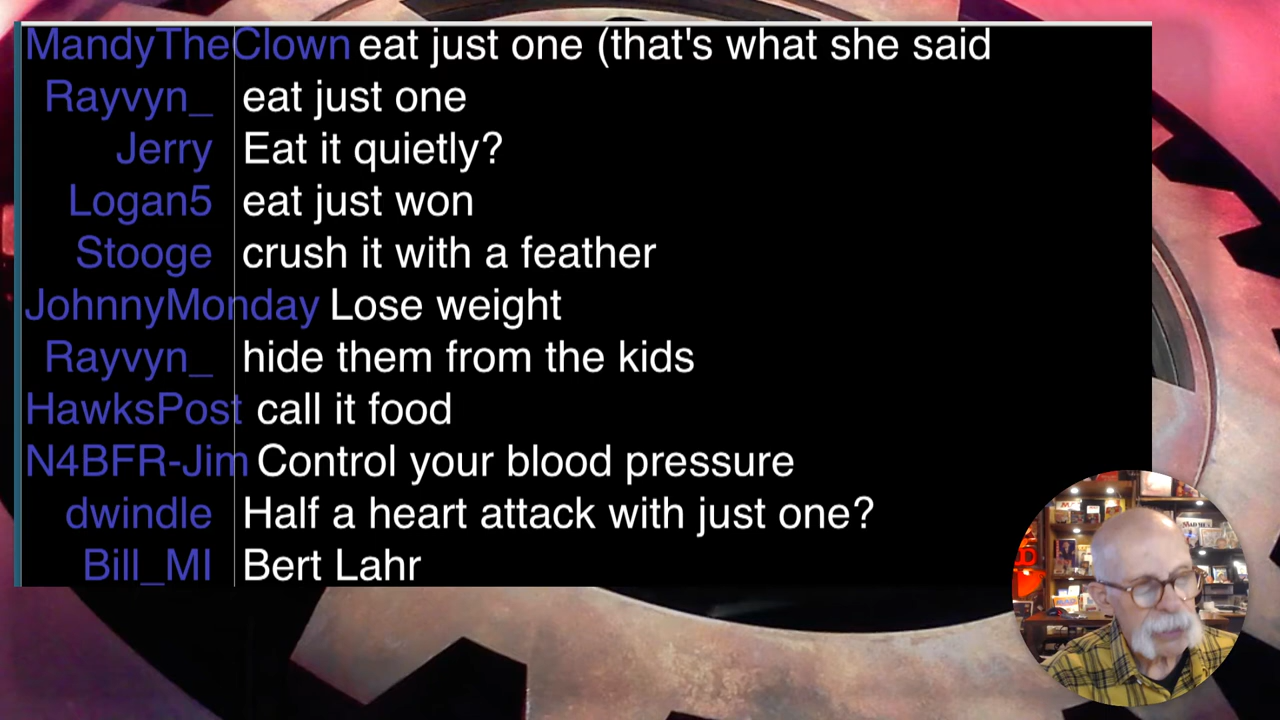 MandyTheClown eat just one (that's what she said
Rayvyn_ eat just one
Jerry Eat it quietly?
Logan5 eat just won
Stooge crush it with a feather
JohnnyMonday Lose weight
Rayvyn_ hide them from the kids
HawksPost call it food
N4BFR-Jim Control your blood pressure
dwindle Half a heart attack with just one?
Bill_MI Bert Lahr